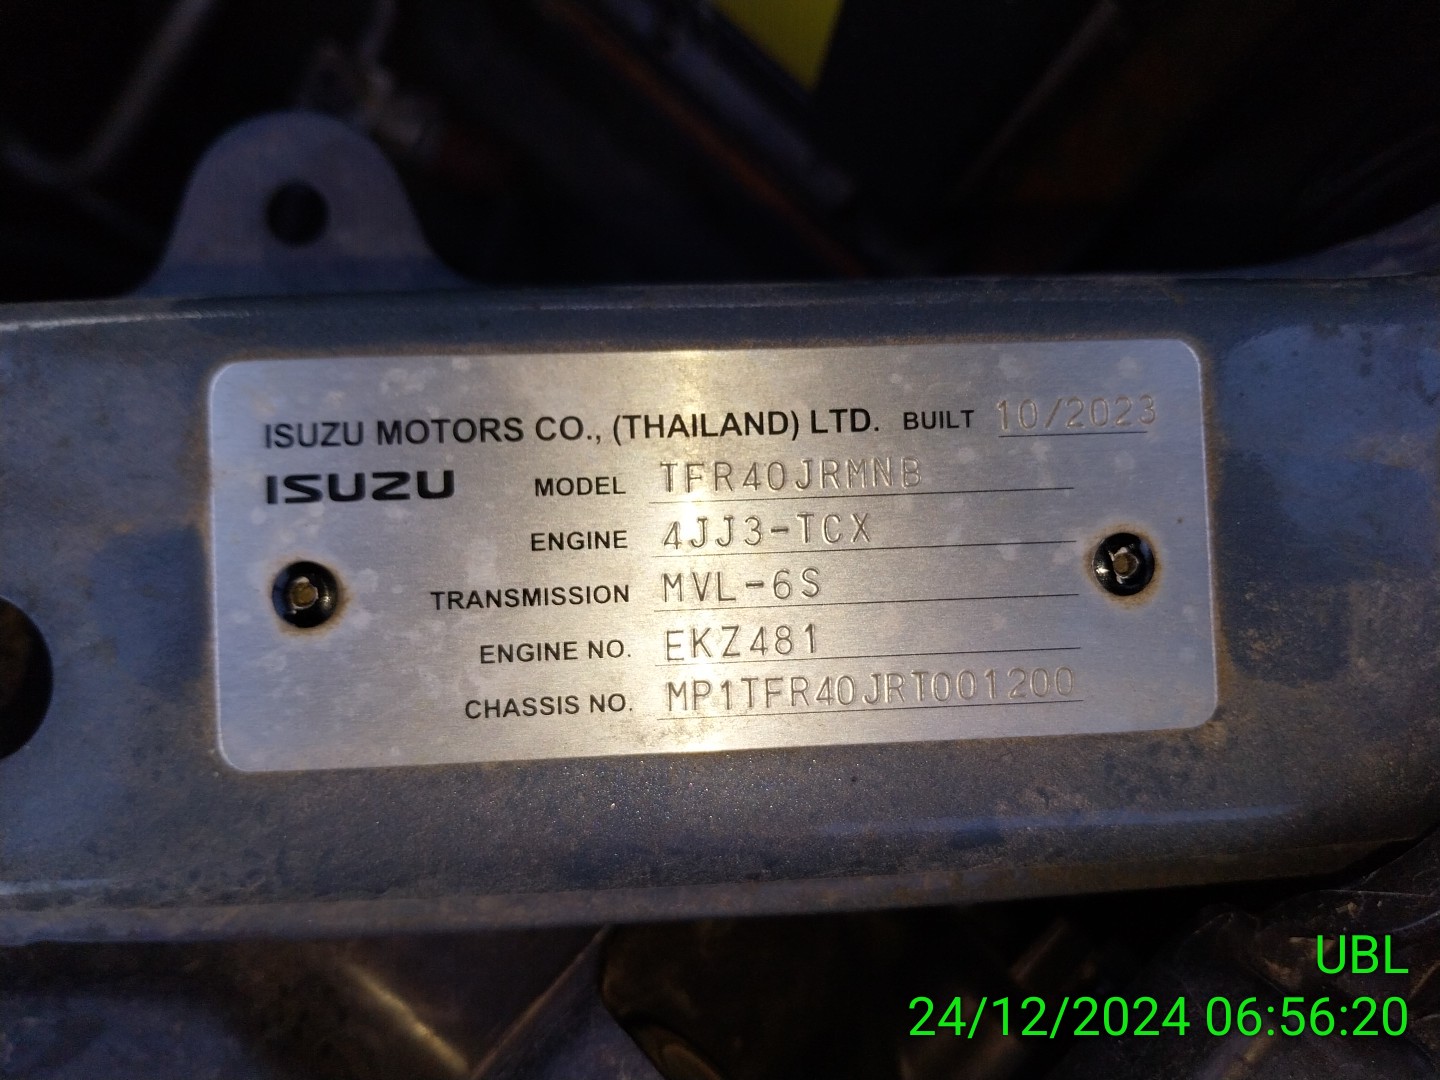 ISUZU MOTORS CO., (THAILAND) LTD. BUILT 10/2023
ISUZU MODEL TFR40JRMNB
ENGINE 4JJ3-TCX
TRANSMISSION MVL-6S
ENGINE NO. EKZ481
CHASSIS NO. MP1TFR40JRT001200
UBL
24/12/2024 06:56:20